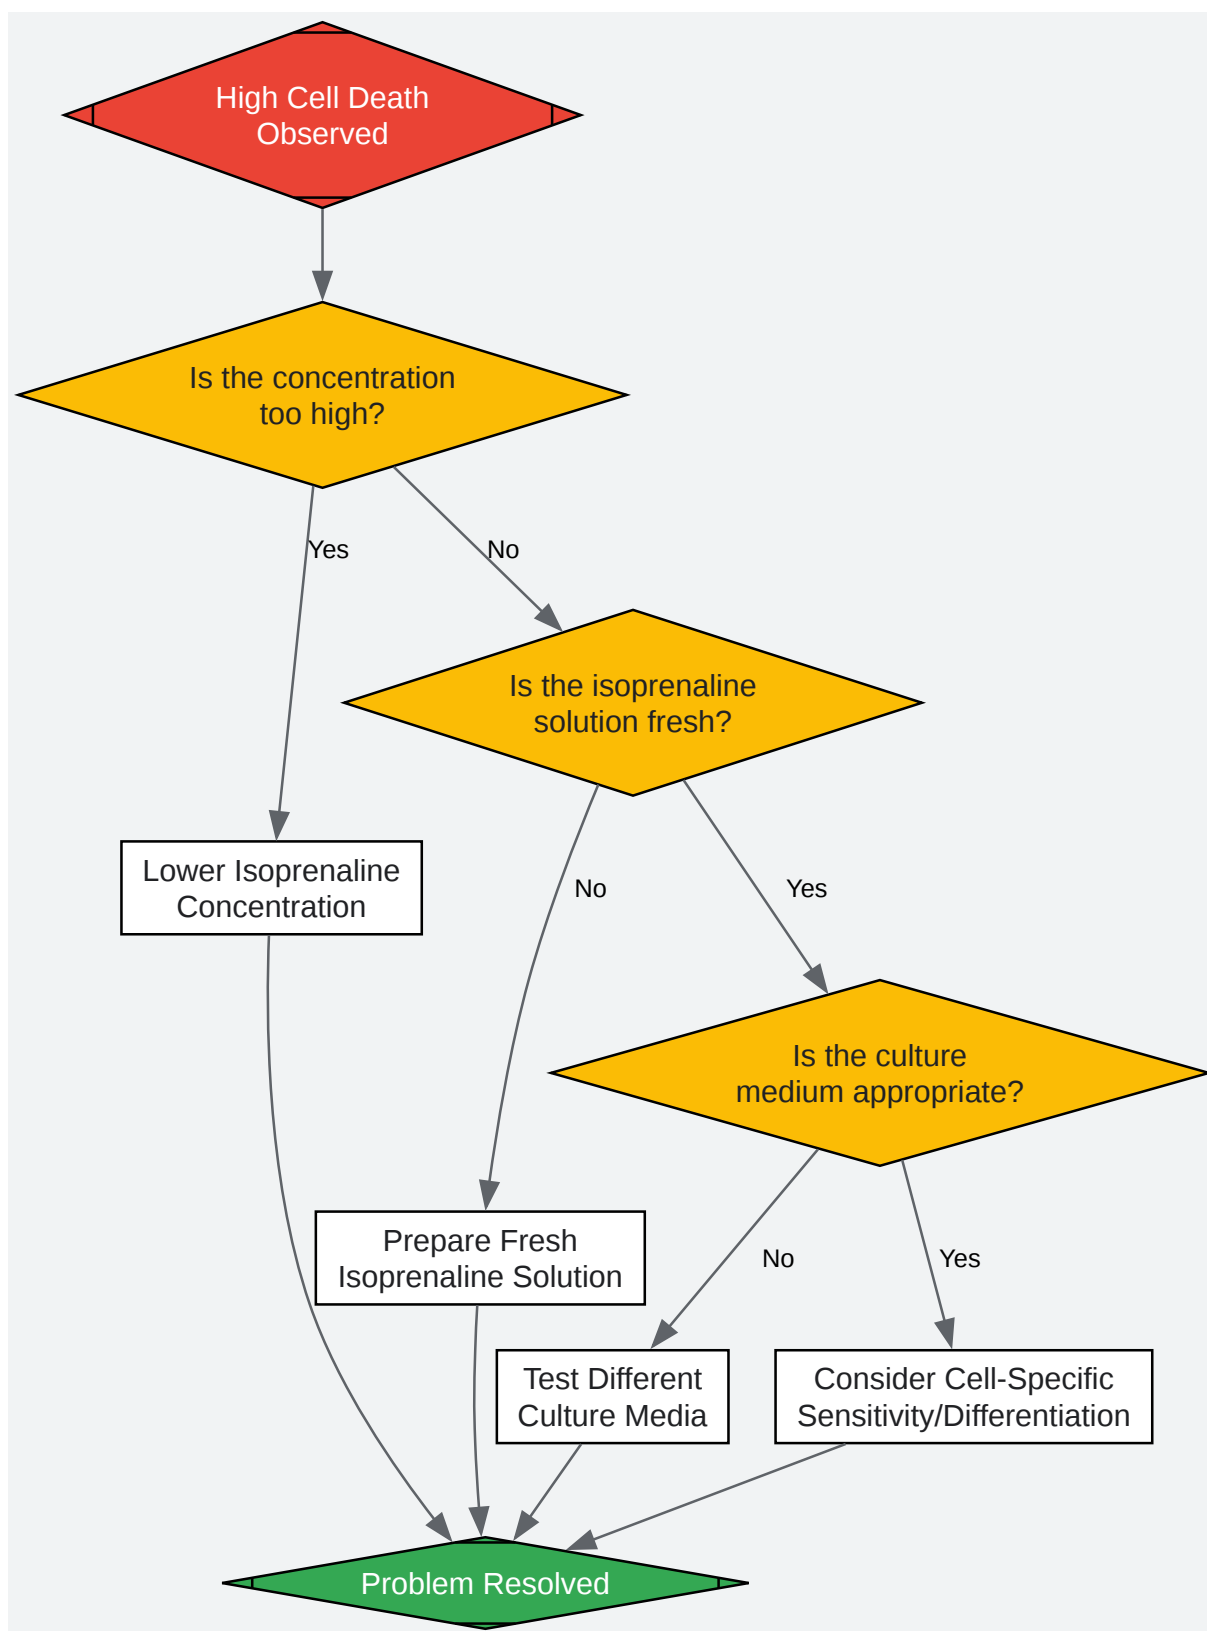 High Cell Death
Observed
Is the concentration
too high?
Yes
No
Is the isoprenaline
solution fresh?
Lower Isoprenaline
Concentration
No
Yes
Is the culture
medium appropriate?
Prepare Fresh
Isoprenaline Solution
No
Yes
Test Different
Culture Media
Consider Cell-Specific
Sensitivity/Differentiation
Problem Resolved